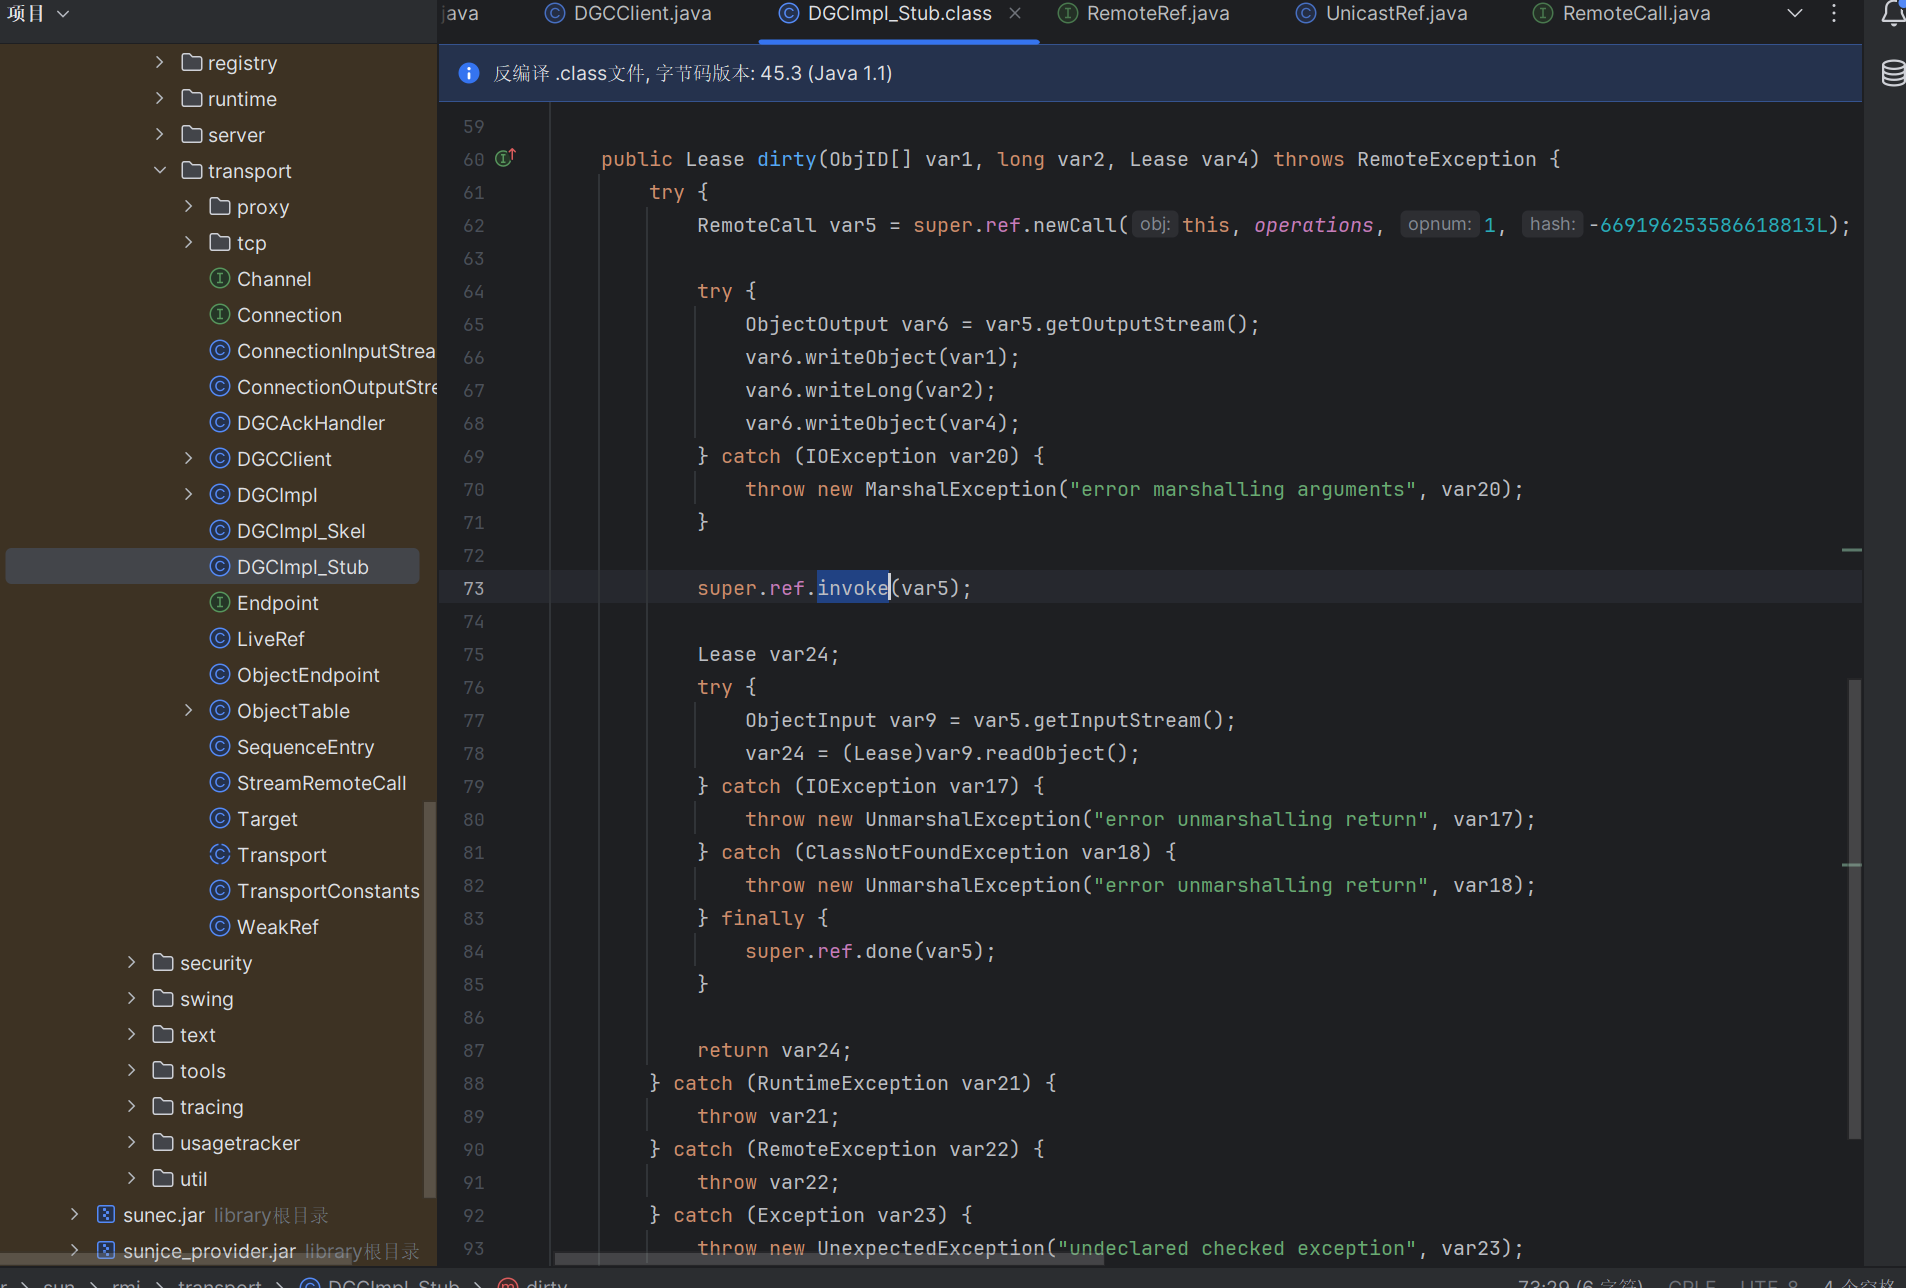 项目
java
DGCClient.java
DGCImpl_Stub.class
RemoteRef.java
UnicastRef.java
RemoteCall.java
反编译 .class文件, 字节码版本: 45.3 (Java 1.1)
registry
runtime
server
transport
proxy
tcp
Channel
Connection
ConnectionInputStrea
ConnectionOutputStre
DGCAckHandler
DGCClient
DGCImpl
DGCImpl_Skel
DGCImpl_Stub
Endpoint
LiveRef
ObjectEndpoint
ObjectTable
SequenceEntry
StreamRemoteCall
Target
Transport
TransportConstants
WeakRef
security
swing
text
tools
tracing
usagetracker
util
sunec.jar library根目录
sunjce_provider.jar library根目录
59
60 public Lease dirty(ObjID[] var1, long var2, Lease var4) throws RemoteException {
61 try {
62 RemoteCall var5 = super.ref.newCall( obj: this, operations, opnum: 1, hash: -669196253586618813L);
63
64 try {
65 ObjectOutput var6 = var5.getOutputStream();
66 var6.writeObject(var1);
67 var6.writeLong(var2);
68 var6.writeObject(var4);
69 } catch (IOException var20) {
70 throw new MarshalException("error marshalling arguments", var20);
71 }
72
73 super.ref.invoke(var5);
74
75 Lease var24;
76 try {
77 ObjectInput var9 = var5.getInputStream();
78 var24 = (Lease)var9.readObject();
79 } catch (IOException var17) {
80 throw new UnmarshalException("error unmarshalling return", var17);
81 } catch (ClassNotFoundException var18) {
82 throw new UnmarshalException("error unmarshalling return", var18);
83 } finally {
84 super.ref.done(var5);
85 }
86
87 return var24;
88 } catch (RuntimeException var21) {
89 throw var21;
90 } catch (RemoteException var22) {
91 throw var22;
92 } catch (Exception var23) {
93 throw new UnexpectedException("undeclared checked exception", var23);
r sun rmi transport DGCImpl_Stub dirty
73:29 (6 字符) CRLF UTF-8 4 个空格